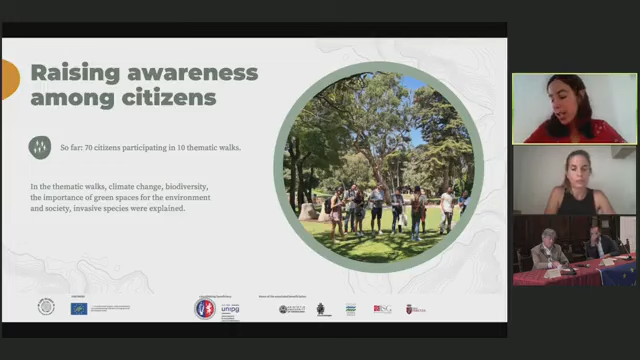 Raising awareness
among citizens
So far: 70 citizens participating in 10 thematic walks.
In the thematic walks, climate change, biodiversity,
the importance of green spaces for the environment
and society, invasive species were explained.
unipg